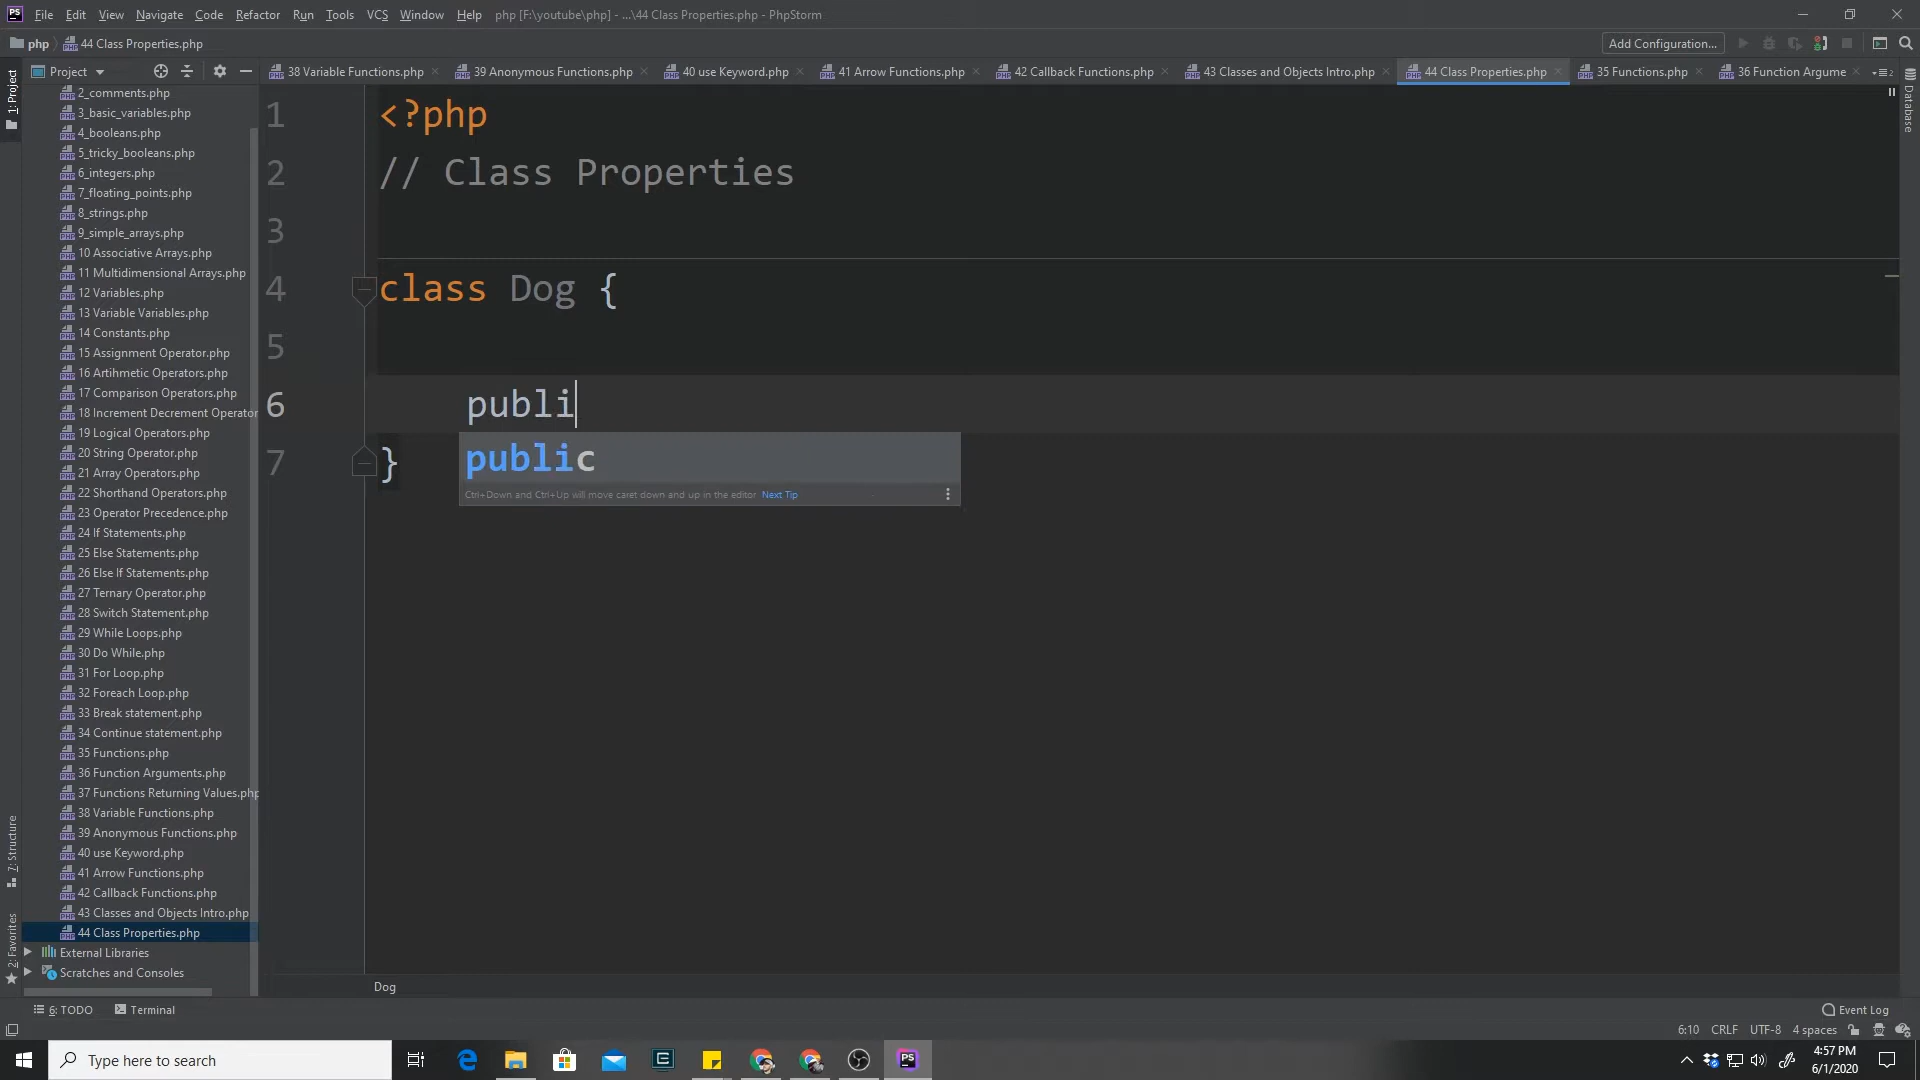 PS File Edit View Navigate Code Refactor Run Tools VCS Window Help php [F:\youtube\php] - ...\44 Class Properties.php - PhpStorm
php 44 Class Properties.php Add Configuration...
Project 38 Variable Functions.php 39 Anonymous Functions.php 40 use Keyword.php 41 Arrow Functions.php 42 Callback Functions.php 43 Classes and Objects Intro.php 44 Class Properties.php 35 Functions.php 36 Function Argume
1: Project
Database
2_comments.php
3_basic_variables.php
4_booleans.php
5_tricky_booleans.php
6_integers.php
7_floating_points.php
8_strings.php
9_simple_arrays.php
10 Associative Arrays.php
11 Multidimensional Arrays.php
12 Variables.php
13 Variable Variables.php
14 Constants.php
15 Assignment Operator.php
16 Artihmetic Operators.php
17 Comparison Operators.php
18 Increment Decrement Operator
19 Logical Operators.php
20 String Operator.php
21 Array Operators.php
22 Shorthand Operators.php
23 Operator Precedence.php
24 If Statements.php
25 Else Statements.php
26 Else If Statements.php
27 Ternary Operator.php
28 Switch Statement.php
29 While Loops.php
30 Do While.php
31 For Loop.php
32 Foreach Loop.php
33 Break statement.php
34 Continue statement.php
35 Functions.php
36 Function Arguments.php
37 Functions Returning Values.php
38 Variable Functions.php
39 Anonymous Functions.php
40 use Keyword.php
41 Arrow Functions.php
42 Callback Functions.php
43 Classes and Objects Intro.php
44 Class Properties.php
External Libraries
Scratches and Consoles
7: Structure
2: Favorites
1 <?php
2 // Class Properties
3
4 class Dog {
5
6 publi
public
Ctrl+Down and Ctrl+Up will move caret down and up in the editor Next Tip
7 }
Dog
6: TODO Terminal Event Log
6:10 CRLF UTF-8 4 spaces
Type here to search
PS
4:57 PM
6/1/2020